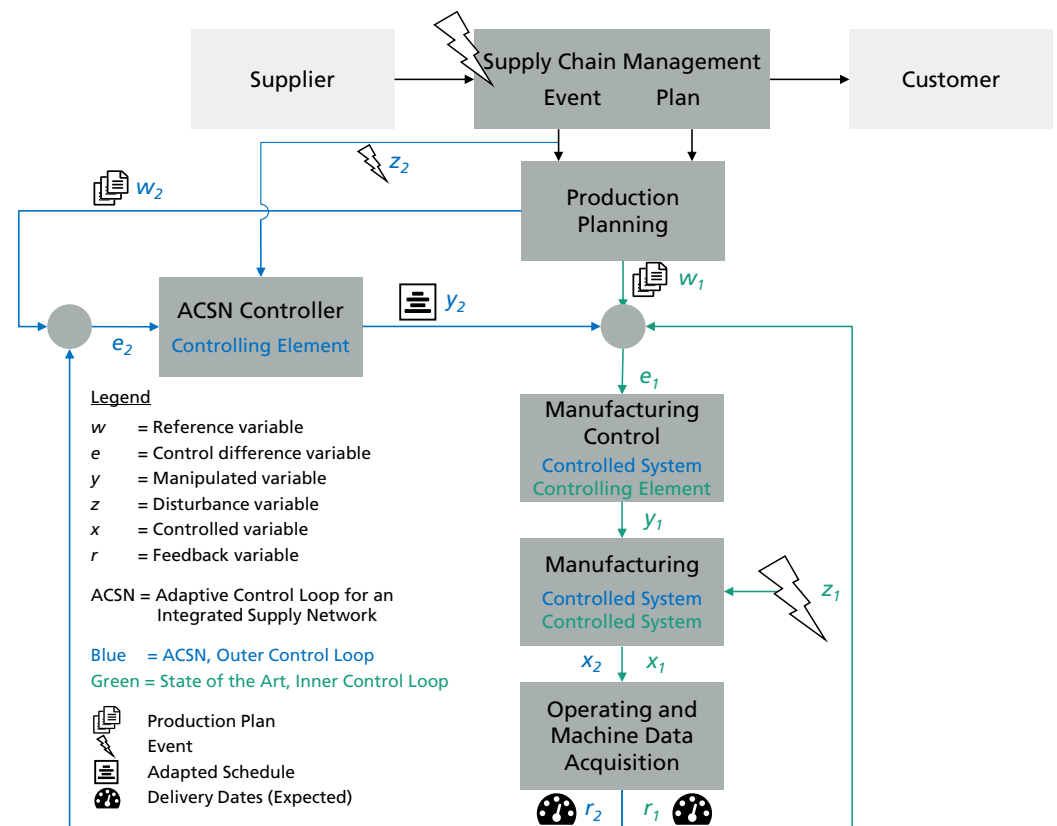 Supplier
Supply Chain Management
Event Plan
Customer
z2
w2
Production
Planning
w1
ACSN Controller
Controlling Element
y2
e2
e1
Legend
w = Reference variable
e = Control difference variable
y = Manipulated variable
z = Disturbance variable
x = Controlled variable
r = Feedback variable
ACSN = Adaptive Control Loop for an
Integrated Supply Network
Blue = ACSN, Outer Control Loop
Green = State of the Art, Inner Control Loop
Production Plan
Event
Adapted Schedule
Delivery Dates (Expected)
Manufacturing
Control
Controlled System
Controlling Element
y1
Manufacturing
Controlled System
Controlled System
z1
x2 x1
Operating and
Machine Data
Acquisition
r2 r1